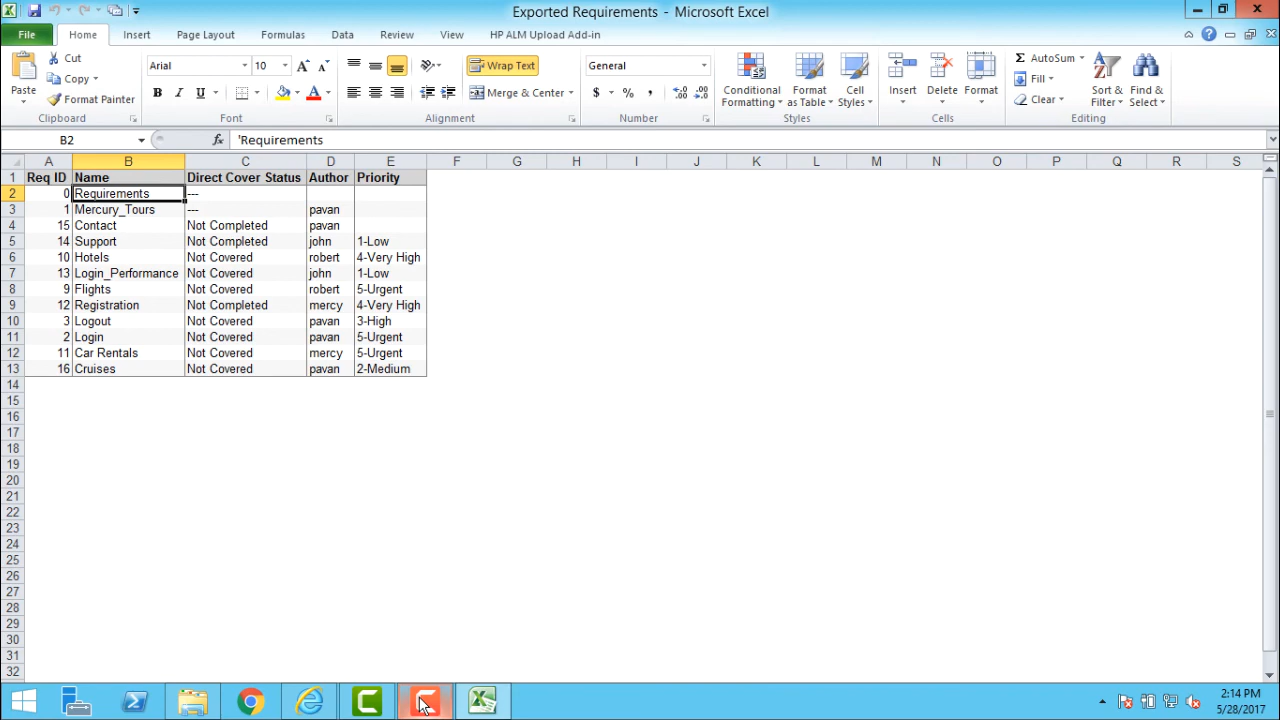 Exported Requirements - Microsoft Excel
File Home Insert Page Layout Formulas Data Review View HP ALM Upload Add-in
Paste
Cut
Copy
Format Painter
Clipboard
Arial 10
B I U
Font
Wrap Text
Merge & Center
Alignment
General
$ % ,
Number
Conditional Formatting
Format as Table
Cell Styles
Styles
Insert
Delete
Format
Cells
Σ AutoSum
Fill
Clear
Sort & Filter
Find & Select
Editing
B2 fx 'Requirements
A B C D E F G H I J K L M N O P Q R S
1 Req ID Name Direct Cover Status Author Priority
2 0 Requirements ---
3 1 Mercury_Tours --- pavan
4 15 Contact Not Completed pavan
5 14 Support Not Completed john 1-Low
6 10 Hotels Not Covered robert 4-Very High
7 13 Login_Performance Not Covered john 1-Low
8 9 Flights Not Covered robert 5-Urgent
9 12 Registration Not Completed mercy 4-Very High
10 3 Logout Not Covered pavan 3-High
11 2 Login Not Covered pavan 5-Urgent
12 11 Car Rentals Not Covered mercy 5-Urgent
13 16 Cruises Not Covered pavan 2-Medium
14
15
16
17
18
19
20
21
22
23
24
25
26
27
28
29
30
31
32
2:14 PM
5/28/2017